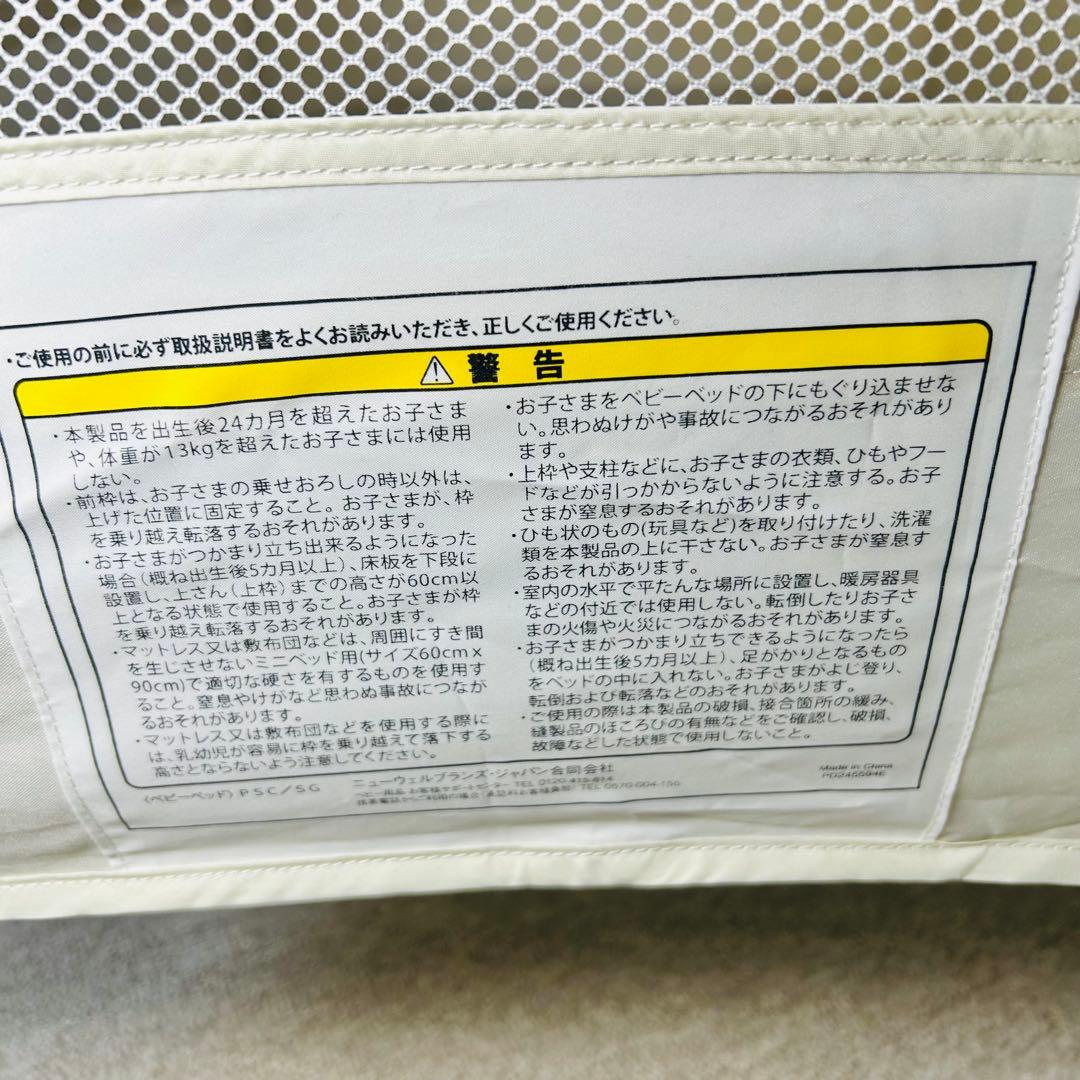 ・ご使用の前に必ず取扱説明書をよくお読みいただき、正しくご使用ください。
警告
・本製品を出生後24カ月を超えたお子さま
や、体重が13kgを超えたお子さまには使用
しない。
・前枠は、お子さまの乗せおろしの時以外は、
上げた位置に固定すること。お子さまが、枠
を乗り越え転落するおそれがあります。
・お子さまがつかまり立ち出来るようになった
場合(概ね出生後5カ月以上)、床板を下段に
設置し、上さん(上枠)までの高さが60cm以
上となる状態で使用すること。お子さまが枠
を乗り越え転落するおそれがあります。
・マットレス又は敷布団などは、周囲にすき間
を生じさせないミニベッド用(サイズ60cm×
90cm)で適切な硬さを有するものを使用す
ること。窒息やけがなど思わぬ事故につなが
るおそれがあります。
・マットレス又は敷布団などを使用する際に
は、乳幼児が容易に枠を乗り越えて落下する
高さとならないよう注意してください。
・お子さまをベビーベッドの下にもぐり込ませな
い。思わぬけがや事故につながるおそれがあり
ます。
・上枠や支柱などに、お子さまの衣類、ひもやフー
ドなどが引っかからないように注意する。お子
さまが窒息するおそれがあります。
・ひも状のもの(玩具など)を取り付けたり、洗濯
類を本製品の上に干さない。お子さまが窒息す
るおそれがあります。
・室内の水平で平たんな場所に設置し、暖房器具
などの付近では使用しない。転倒したりお子さ
まの火傷や火災につながるおそれがあります。
・お子さまがつかまり立ちできるようになったら
(概ね出生後5カ月以上)、足がかりとなるもの
をベッドの中に入れない。お子さまがよじ登り、
転倒および転落などのおそれがあります。
・ご使用の際は本製品の破損、接合箇所の緩み、
縫製品のほころびの有無などをご確認し、破損、
故障などした状態で使用しないこと。
(ベビーベッド) PSC/SG
ニューウェルブランズ・ジャパン合同会社
ベビー用品 お客様サポートセンター TEL 0120-415-814
TEL 0570-004-156
Made in China
PD245594E